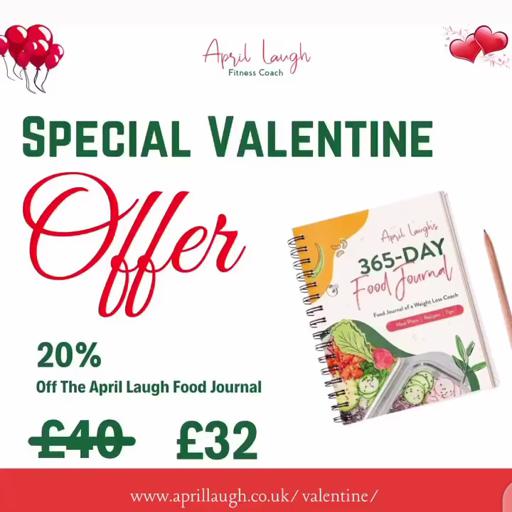 April Laugh
Fitness Coach
SPECIAL VALENTINE
Offer
April Laugh's
365-DAY
Food Journal
Food Journal of a Weight Loss Coach
Meal Plans | Recipes | Tips
20%
Off The April Laugh Food Journal
£40 £32
www.aprillaugh.co.uk/valentine/